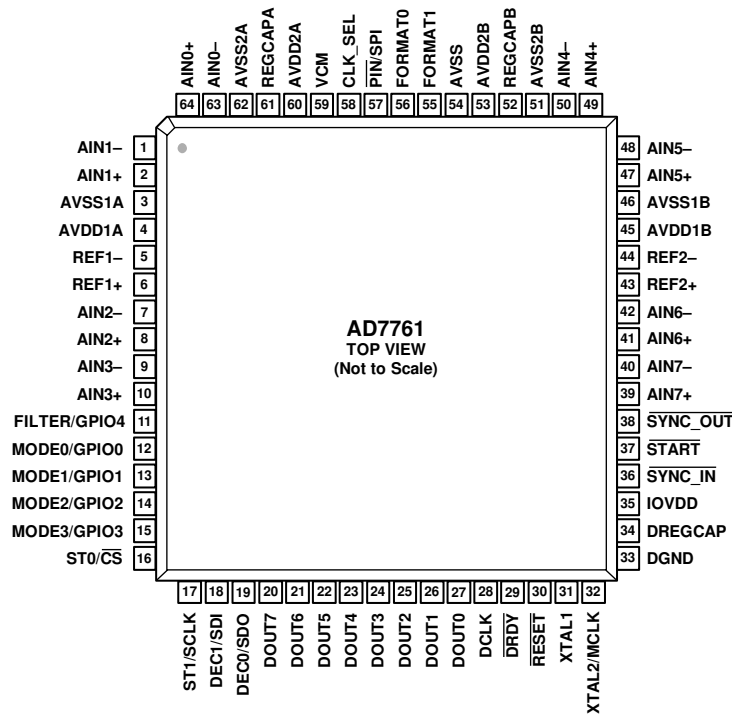 AIN0+
AIN0–
AVSS2A
REGCAPA
AVDD2A
VCM
CLK_SEL
PIN/SPI
FORMAT0
FORMAT1
AVSS
AVDD2B
REGCAPB
AVSS2B
AIN4–
AIN4+
64 63 62 61 60 59 58 57 56 55 54 53 52 51 50 49
AIN1– 1
AIN1+ 2
AVSS1A 3
AVDD1A 4
REF1– 5
REF1+ 6
AIN2– 7
AIN2+ 8
AIN3– 9
AIN3+ 10
FILTER/GPIO4 11
MODE0/GPIO0 12
MODE1/GPIO1 13
MODE2/GPIO2 14
MODE3/GPIO3 15
ST0/CS 16
AD7761
TOP VIEW
(Not to Scale)
48 AIN5–
47 AIN5+
46 AVSS1B
45 AVDD1B
44 REF2–
43 REF2+
42 AIN6–
41 AIN6+
40 AIN7–
39 AIN7+
38 SYNC_OUT
37 START
36 SYNC_IN
35 IOVDD
34 DREGCAP
33 DGND
17 18 19 20 21 22 23 24 25 26 27 28 29 30 31 32
ST1/SCLK
DEC1/SDI
DEC0/SDO
DOUT7
DOUT6
DOUT5
DOUT4
DOUT3
DOUT2
DOUT1
DOUT0
DCLK
DRDY
RESET
XTAL1
XTAL2/MCLK